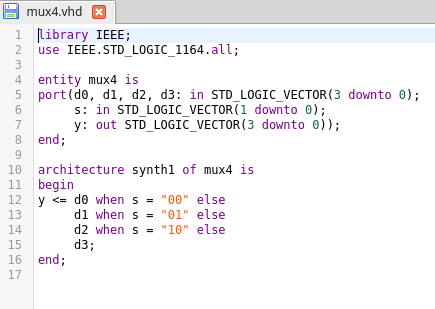 mux4.vhd
1 library IEEE;
2 use IEEE.STD_LOGIC_1164.all;
3
4 entity mux4 is
5 port(d0, d1, d2, d3: in STD_LOGIC_VECTOR(3 downto 0);
6      s: in STD_LOGIC_VECTOR(1 downto 0);
7      y: out STD_LOGIC_VECTOR(3 downto 0));
8 end;
9
10 architecture synth1 of mux4 is
11 begin
12 y <= d0 when s = "00" else
13      d1 when s = "01" else
14      d2 when s = "10" else
15      d3;
16 end;
17